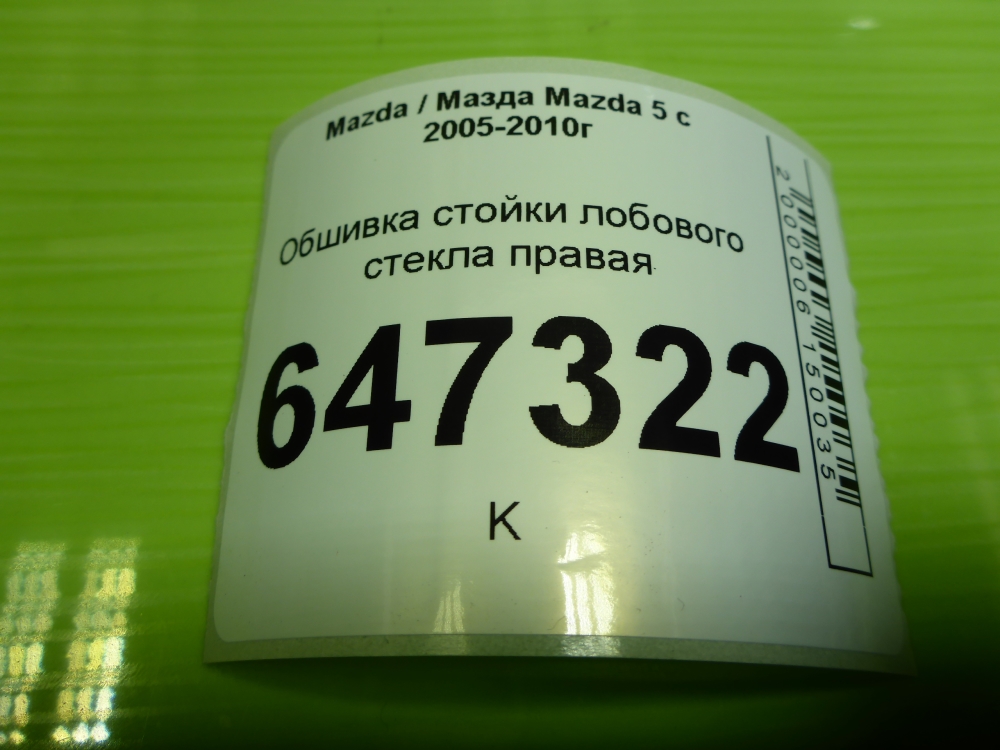 Mazda / Мазда Mazda 5 с
2005-2010г
Обшивка стойки лобового
стекла правая
647322
К
2000006150035